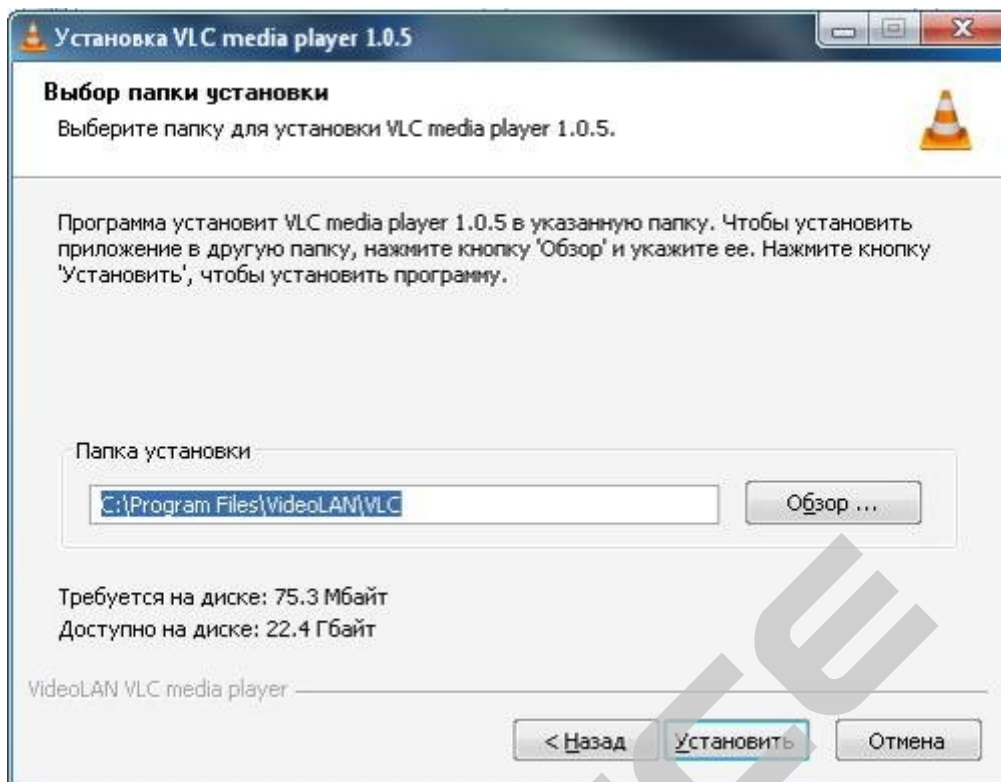 Установка VLC media player 1.0.5
Выбор папки установки
Выберите папку для установки VLC media player 1.0.5.
Программа установит VLC media player 1.0.5 в указанную папку. Чтобы установить
приложение в другую папку, нажмите кнопку 'Обзор' и укажите ее. Нажмите кнопку
'Установить', чтобы установить программу.
Папка установки
C:\Program Files\VideoLAN\VLC
Обзор ...
Требуется на диске: 75.3 Мбайт
Доступно на диске: 22.4 Гбайт
VideoLAN VLC media player
< Назад
Установить
Отмена